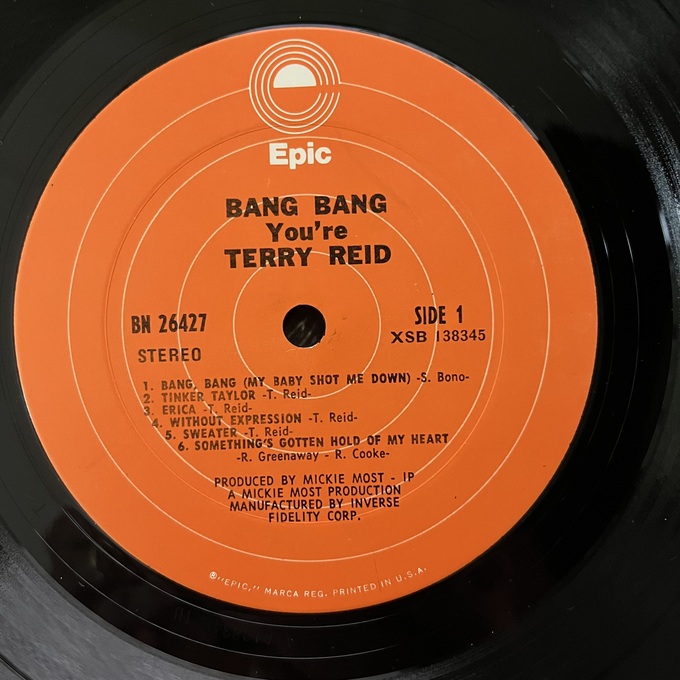 Epic
BANG BANG
You're
TERRY REID
BN 26427
STEREO
SIDE 1
XSB 138345
1. BANG, BANG (MY BABY SHOT ME DOWN) -S. Bono-
2. TINKER TAYLOR -T. Reid-
3. ERICA -T. Reid-
4. WITHOUT EXPRESSION -T. Reid-
5. SWEATER -T. Reid-
6. SOMETHING'S GOTTEN HOLD OF MY HEART
-R. Greenaway - R. Cooke-
PRODUCED BY MICKIE MOST - IP
A MICKIE MOST PRODUCTION
MANUFACTURED BY INVERSE
FIDELITY CORP.
®"EPIC," MARCA REG. PRINTED IN U.S.A.